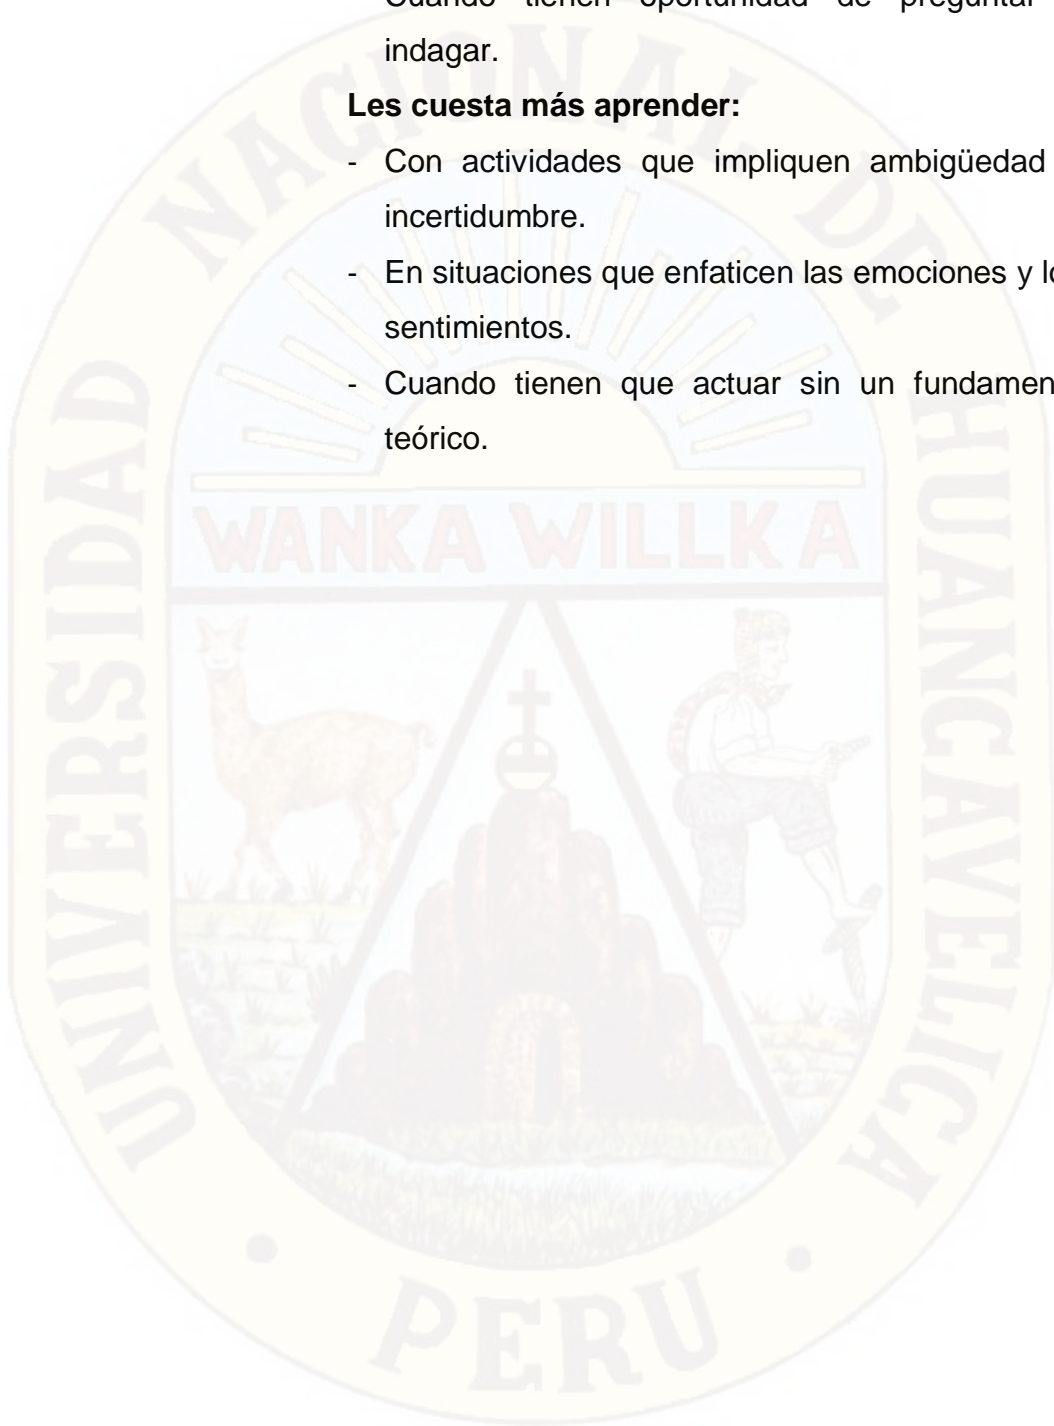 Cuando tienen oportunidad de preguntar
indagar.
Les cuesta más aprender:
- Con actividades que impliquen ambigüedad
incertidumbre.
- En situaciones que enfaticen las emociones y
sentimientos.
- Cuando tienen que actuar sin un
teórico.
UNIVERSIDAD NACIONAL DE HUANCAVELICA
WANKA WILLKA
PERU